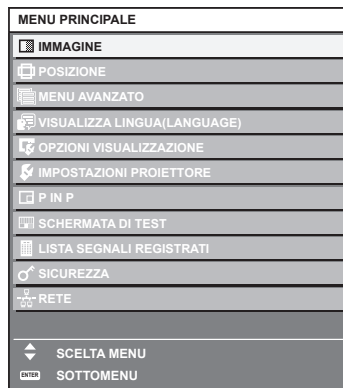 MENU PRINCIPALE
IMMAGINE
POSIZIONE
MENU AVANZATO
VISUALIZZA LINGUA(LANGUAGE)
OPZIONI VISUALIZZAZIONE
IMPOSTAZIONI PROIETTORE
P IN P
SCHERMATA DI TEST
LISTA SEGNALI REGISTRATI
SICUREZZA
RETE
SCELTA MENU
ENTER SOTTOMENU